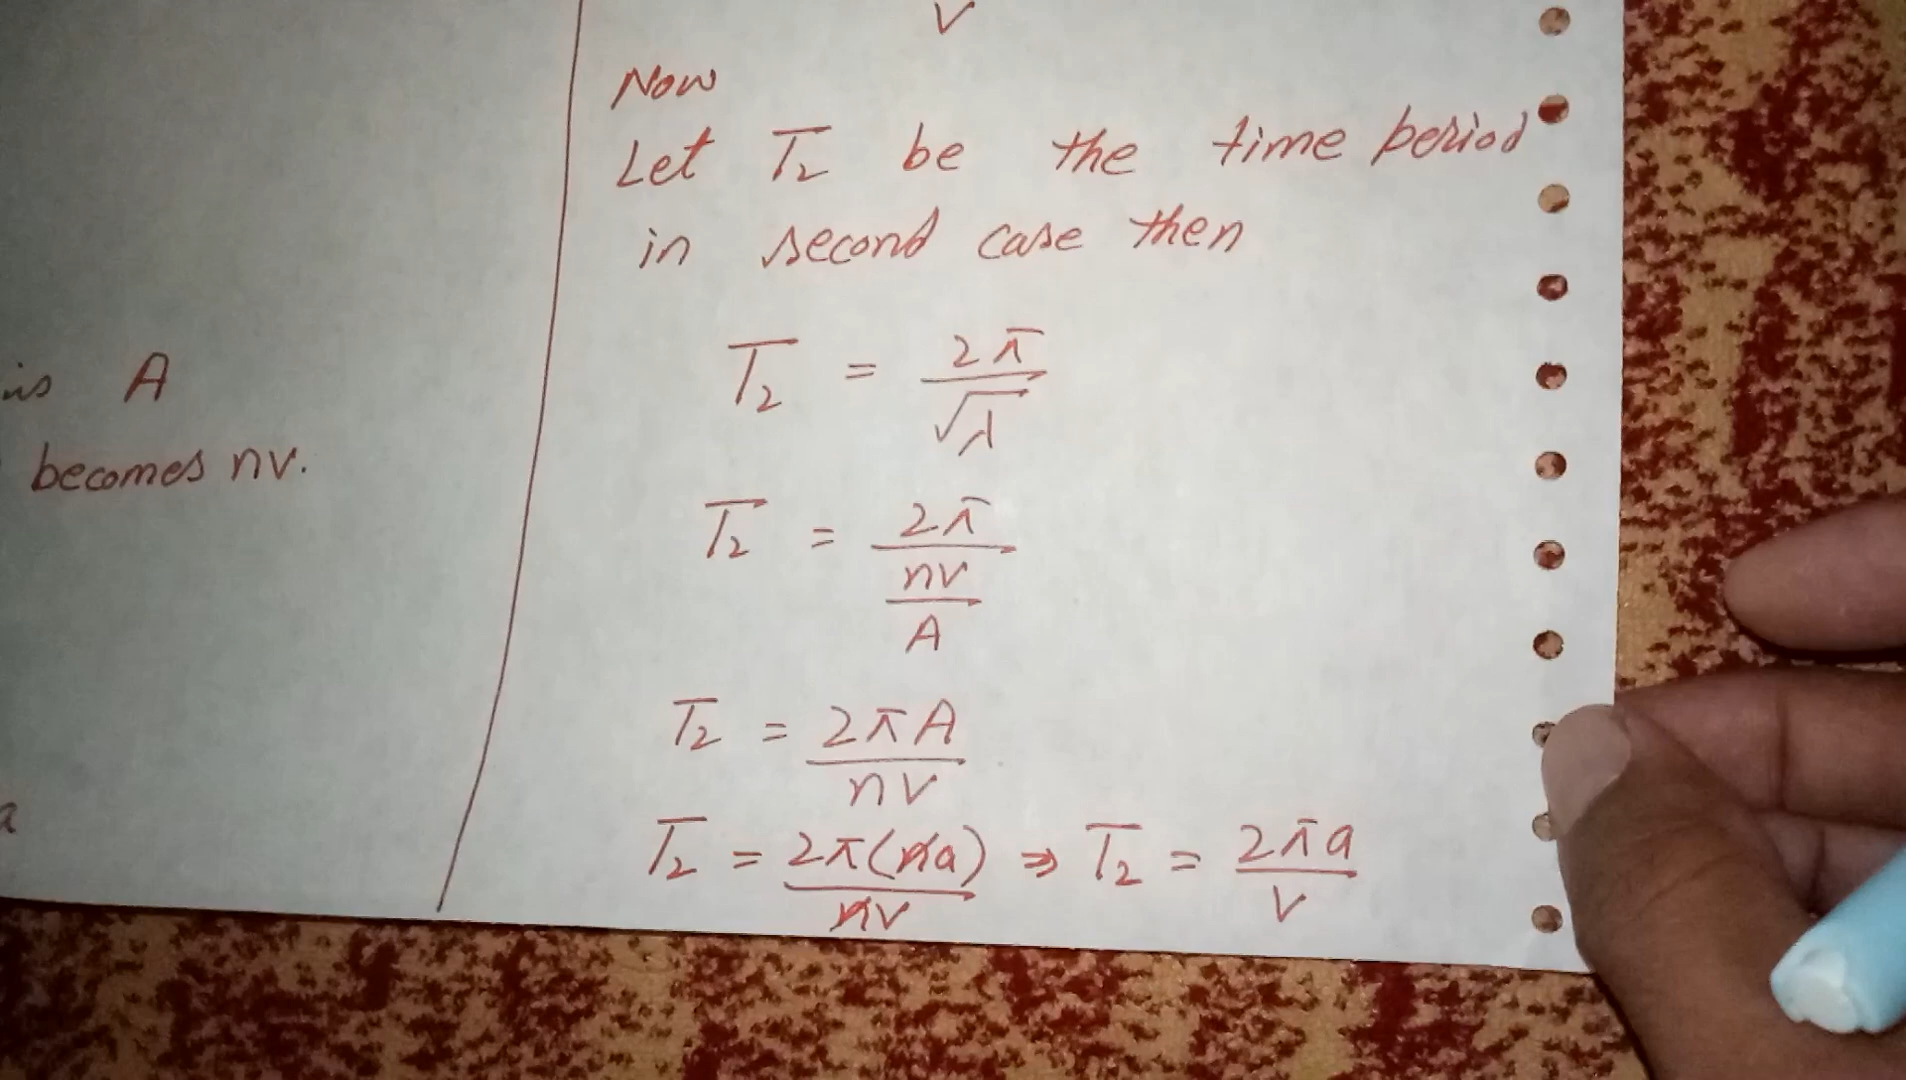 v
Now
Let T₂ be the time period
in second case then
T₂ = 2π / √λ
is A
becomes nv.
T₂ = 2π / (nv / A)
T₂ = 2πA / nv
a
T₂ = 2π(na) / nv ⇒ T₂ = 2πa / v